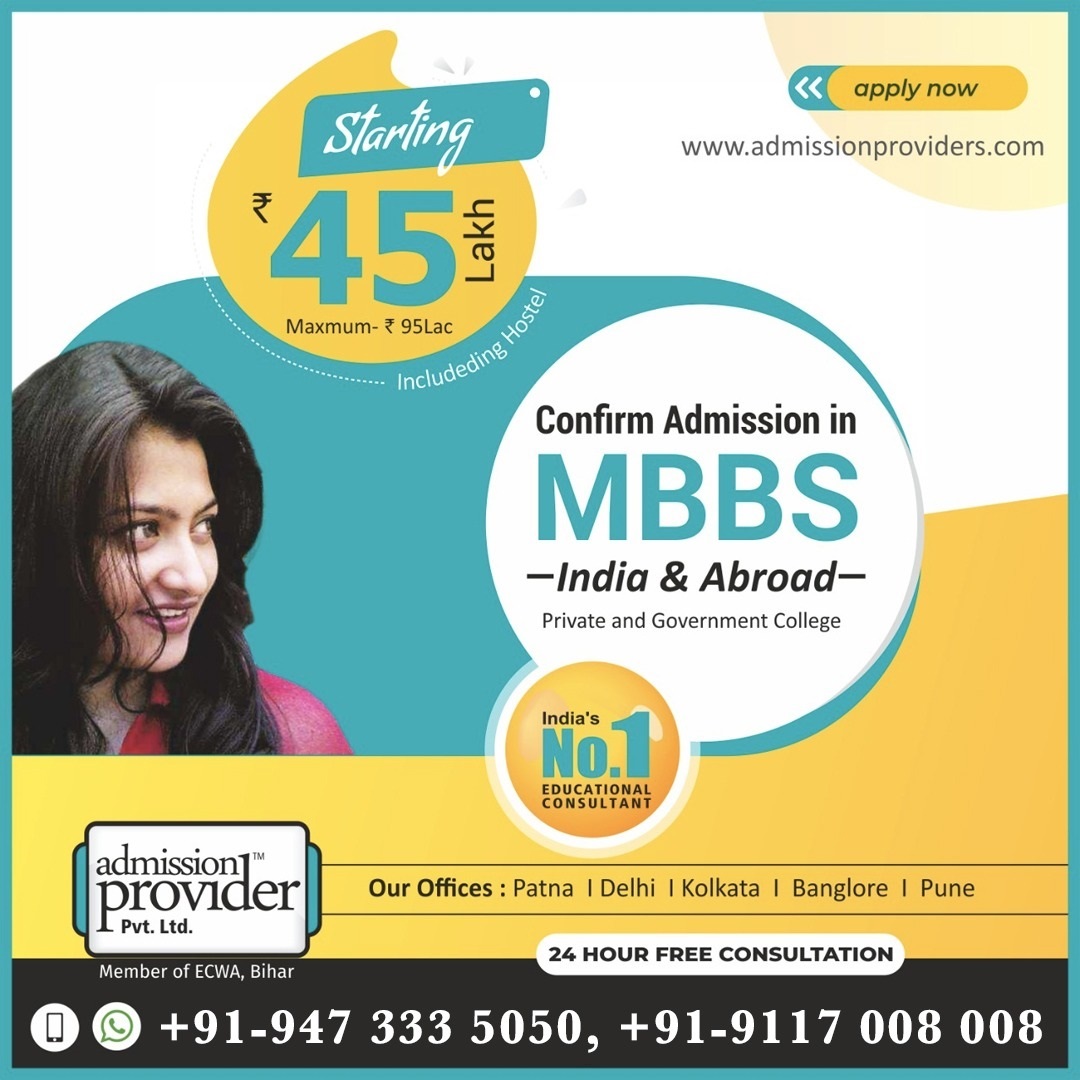 Starting
₹ 45 Lakh
Maxmum- ₹ 95Lac
Includeding Hostel
apply now
www.admissionproviders.com
Confirm Admission in
MBBS
India & Abroad
Private and Government College
India's
No.1
EDUCATIONAL
CONSULTANT
admission™
provider
Pvt. Ltd.
Member of ECWA, Bihar
Our Offices : Patna I Delhi I Kolkata I Banglore I Pune
24 HOUR FREE CONSULTATION
+91-947 333 5050, +91-9117 008 008